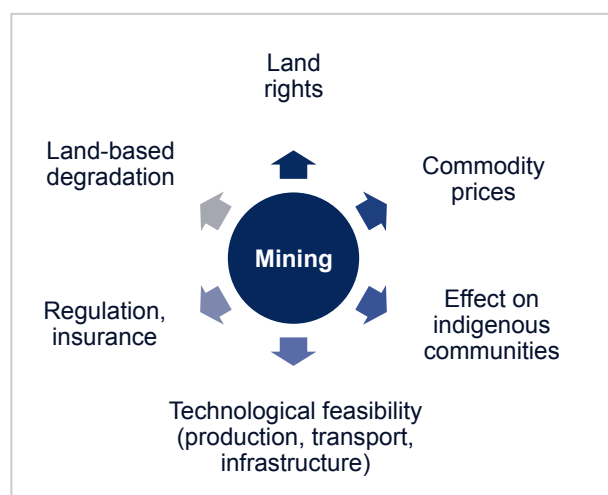 Land
rights
Land-based
degradation
Commodity
prices
Mining
Regulation,
insurance
Effect on
indigenous
communities
Technological feasibility
(production, transport,
infrastructure)